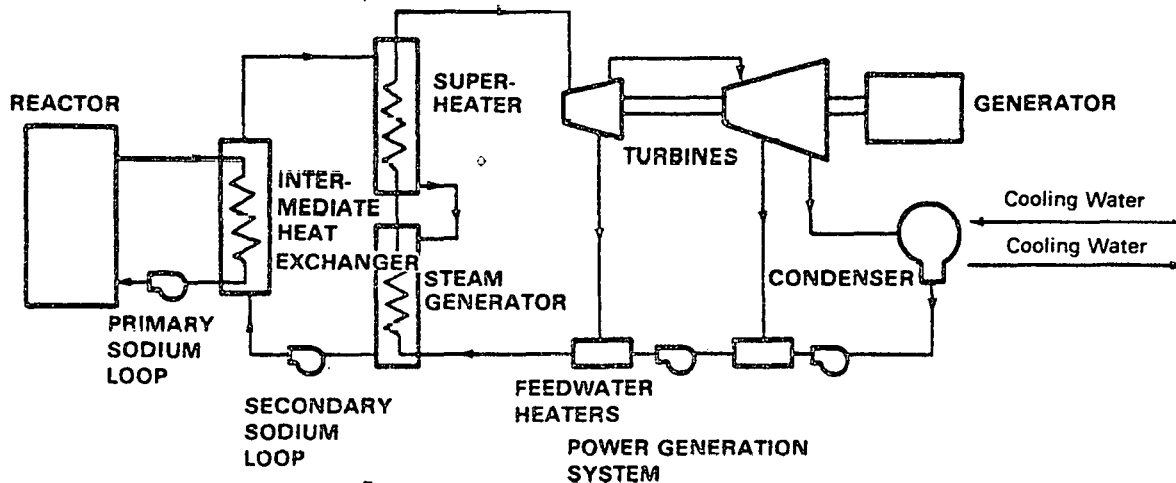 REACTOR
SUPER-
HEATER
GENERATOR
TURBINES
INTER-
MEDIATE
HEAT
EXCHANGER
Cooling Water
Cooling Water
CONDENSER
STEAM
GENERATOR
PRIMARY
SODIUM
LOOP
FEEDWATER
HEATERS
SECONDARY
SODIUM
LOOP
POWER GENERATION
SYSTEM